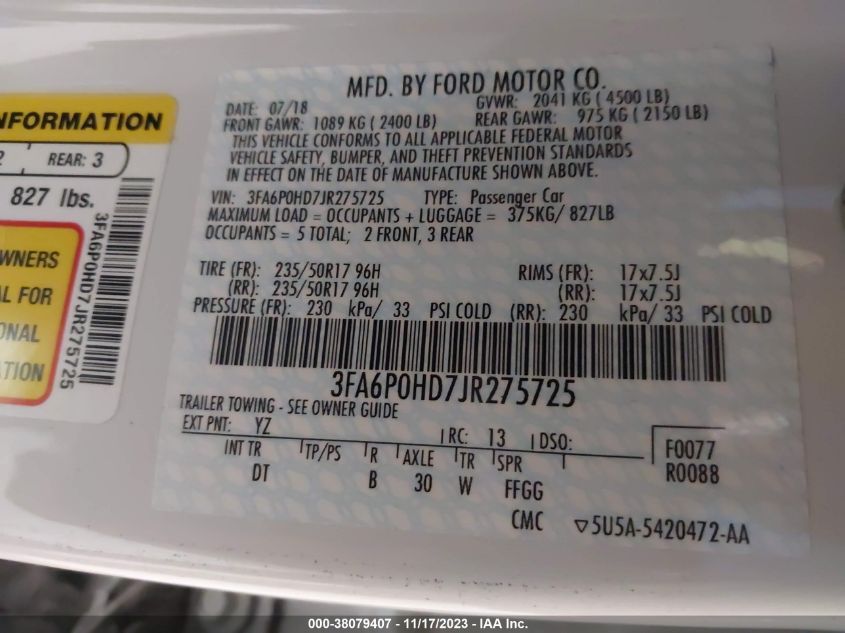 MFD. BY FORD MOTOR CO.
DATE: 07/18 GVWR: 2041 KG ( 4500 LB)
FRONT GAWR: 1089 KG ( 2400 LB) REAR GAWR: 975 KG ( 2150 LB)
THIS VEHICLE CONFORMS TO ALL APPLICABLE FEDERAL MOTOR
VEHICLE SAFETY, BUMPER, AND THEFT PREVENTION STANDARDS
IN EFFECT ON THE DATE OF MANUFACTURE SHOWN ABOVE.
VIN: 3FA6P0HD7JR275725 TYPE: Passenger Car
MAXIMUM LOAD = OCCUPANTS + LUGGAGE = 375KG/ 827LB
OCCUPANTS = 5 TOTAL; 2 FRONT, 3 REAR
TIRE (FR): 235/50R17 96H RIMS (FR): 17x7.5J
(RR): 235/50R17 96H (RR): 17x7.5J
PRESSURE (FR): 230 kPa/ 33 PSI COLD (RR): 230 kPa/ 33 PSI COLD
3FA6P0HD7JR275725
TRAILER TOWING - SEE OWNER GUIDE
EXT PNT: YZ RC: 13 DSO:
INT TR TP/PS R AXLE TR SPR
DT B 30 W FFGG
F0077
R0088
CMC ▽5U5A-5420472-AA
NFORMATION
2 REAR: 3
827 lbs.
3FA6P0HD7JR275725
WNERS
AL FOR
ONAL
ATION
000-38079407 - 11/17/2023 - IAA Inc.